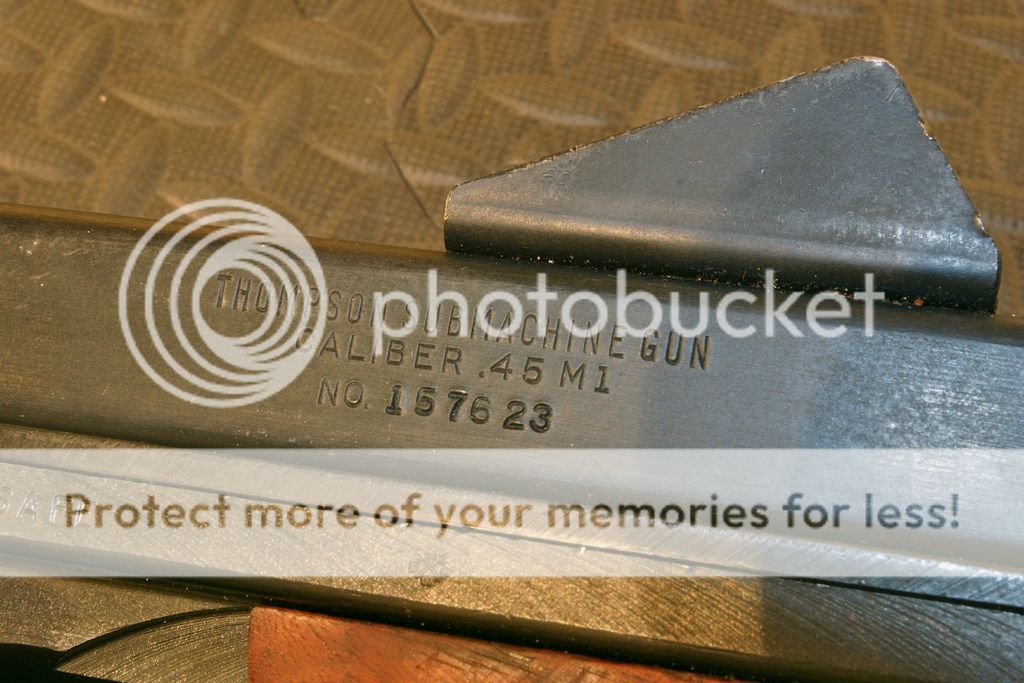 THOMPSON SUBMACHINE GUN
CALIBER .45 M1
NO. 157623
photobucket
Protect more of your memories for less!